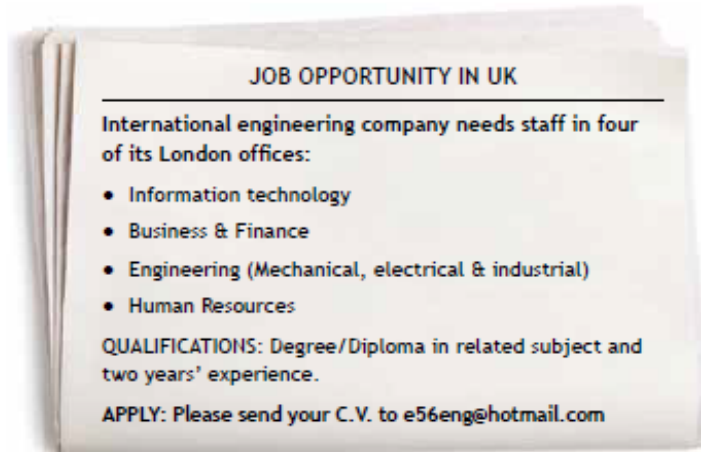 JOB OPPORTUNITY IN UK
International engineering company needs staff in four
of its London offices:
• Information technology
• Business & Finance
• Engineering (Mechanical, electrical & industrial)
• Human Resources
QUALIFICATIONS: Degree/Diploma in related subject and
two years’ experience.
APPLY: Please send your C.V. to e56eng@hotmail.com